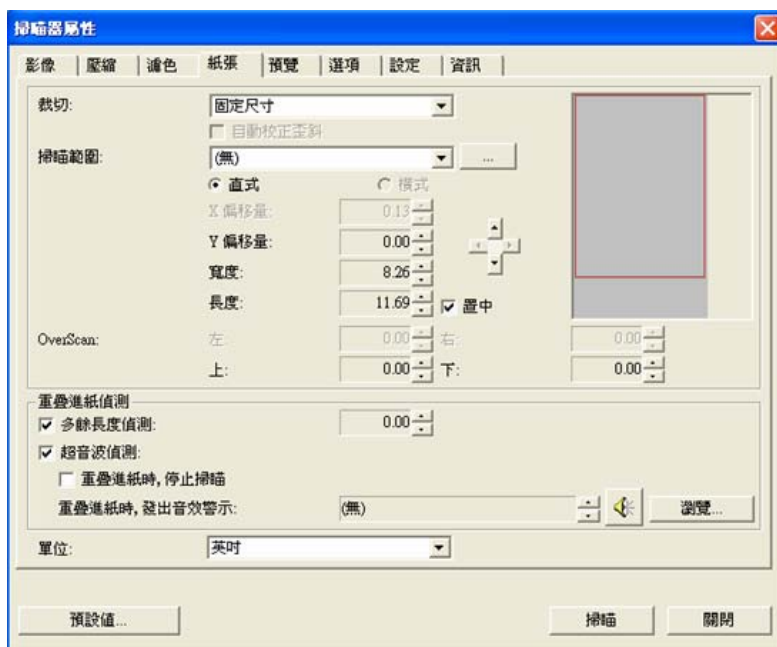 掃瞄器屬性
影像 壓縮 濾色 紙張 預覽 選項 設定 資訊
裁切: 固定尺寸
自動校正歪斜
掃瞄範圍: (無) ...
直式 橫式
X 偏移量: 0.13
Y 偏移量: 0.00
寬度: 8.26
長度: 11.69 置中
OverScan: 左: 0.00 右: 0.00
上: 0.00 下: 0.00
重疊進紙偵測
多餘長度偵測: 0.00
超音波偵測:
重疊進紙時, 停止掃瞄
重疊進紙時, 發出音效警示: (無) 瀏覽...
單位: 英吋
預設值... 掃瞄 關閉